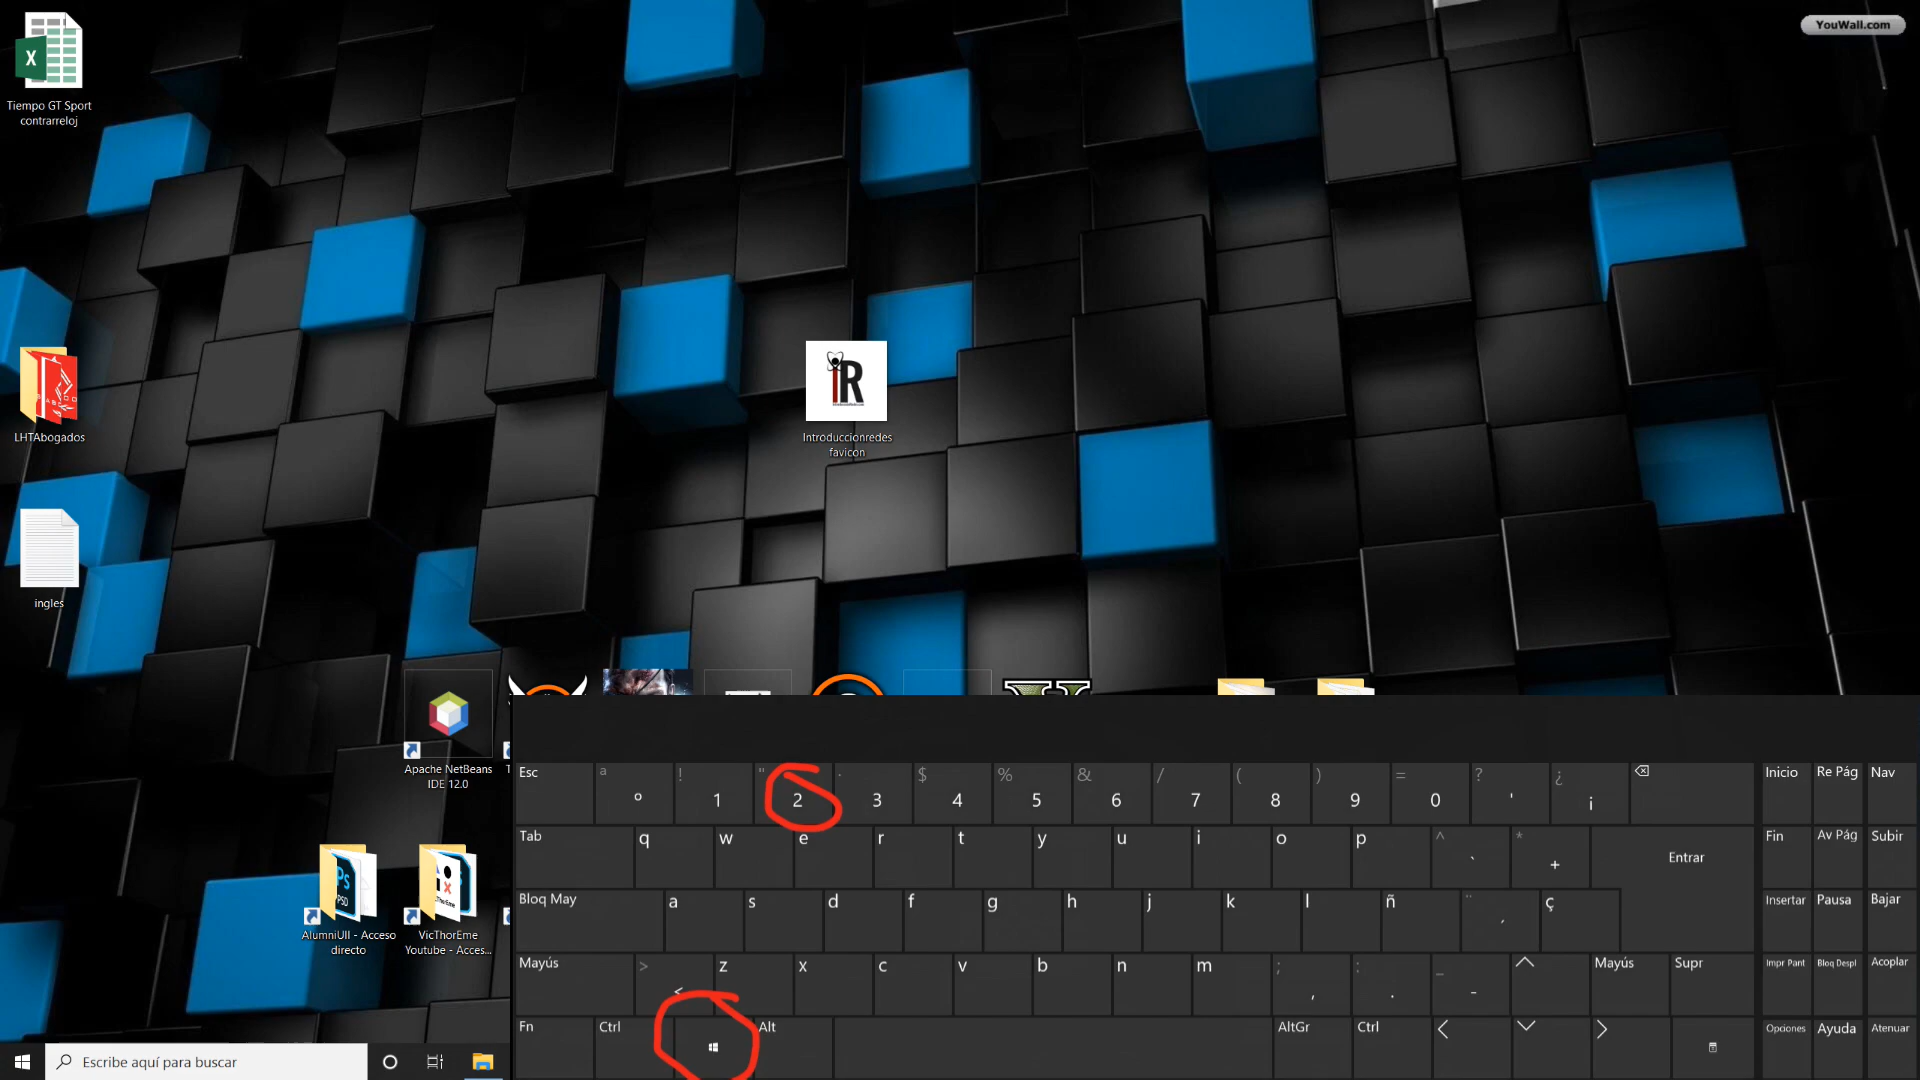 YouWall.com
Tiempo GT Sport
contrarreloj
LHTAbogados
IR
Introduccionredes
favicon
ingles
Apache NetBeans
IDE 12.0
PSD
AlumniUII - Acceso
directo
VicThorEme
Youtube - Acces...
Esc
ª º
! 1
" 2
· 3
$ 4
% 5
& 6
/ 7
( 8
) 9
= 0
? '
¿ ¡
Inicio Re Pág Nav
Tab q w e r t y u i o p ^ ` * + Entrar
Fin Av Pág Subir
Bloq May a s d f g h j k l ñ ¨ ´ ç
Insertar Pausa Bajar
Mayús > < z x c v b n m ; , : . _ - Mayús Supr
Impr Pant Bloq Despl Acoplar
Fn Ctrl Alt AltGr Ctrl
Opciones Ayuda Atenuar
Escribe aquí para buscar